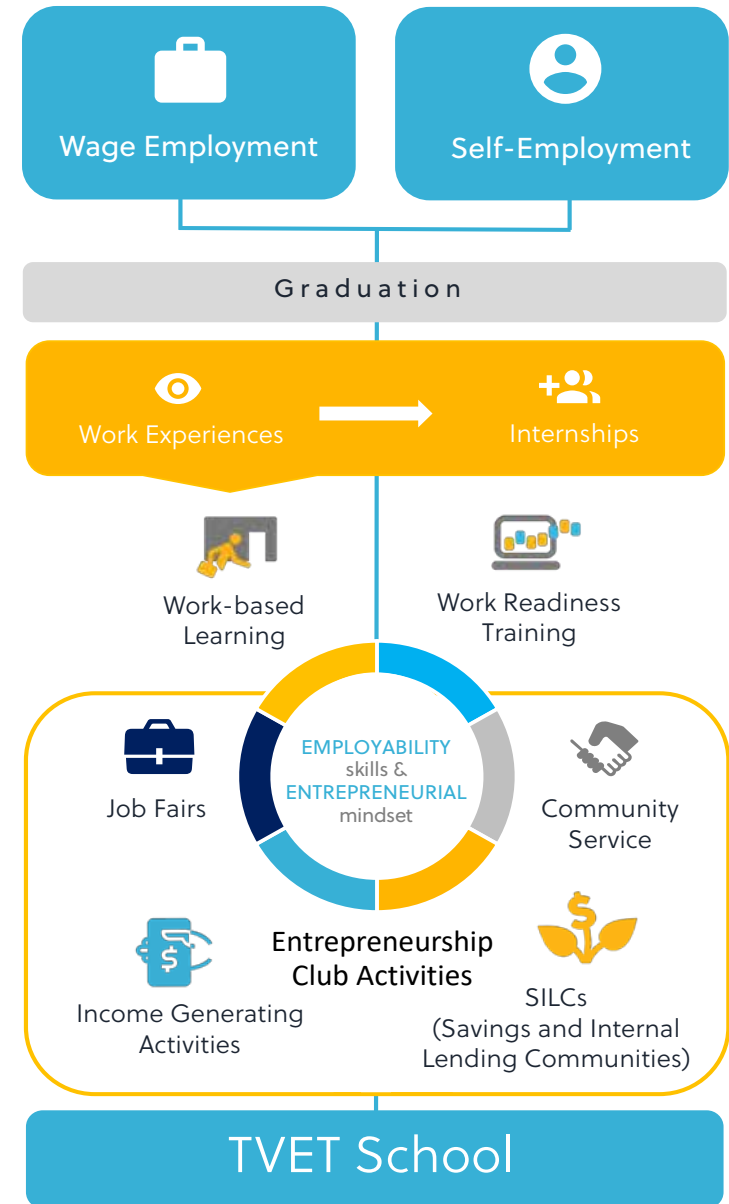 Wage Employment
Self-Employment
Graduation
Work Experiences
Internships
Work-based
Learning
Work Readiness
Training
EMPLOYABILITY
skills &
ENTREPRENEURIAL
mindset
Job Fairs
Community
Service
Entrepreneurship
Club Activities
Income Generating
Activities
SILCs
(Savings and Internal
Lending Communities)
TVET School